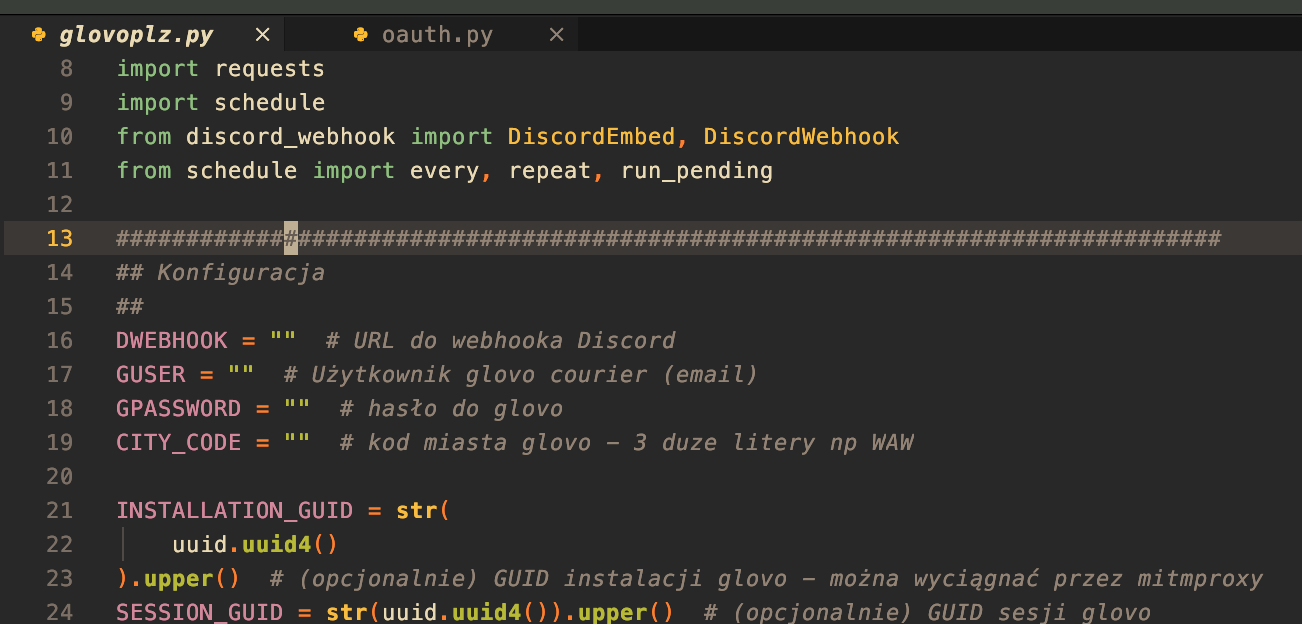 glovoplz.py × oauth.py ×
8 import requests
9 import schedule
10 from discord_webhook import DiscordEmbed, DiscordWebhook
11 from schedule import every, repeat, run_pending
12
13 ###############################################################################
14 ## Konfiguracja
15 ##
16 DWEBHOOK = "" # URL do webhooka Discord
17 GUSER = "" # Użytkownik glovo courier (email)
18 GPASSWORD = "" # hasło do glovo
19 CITY_CODE = "" # kod miasta glovo – 3 duze litery np WAW
20
21 INSTALLATION_GUID = str(
22     uuid.uuid4()
23 ).upper() # (opcjonalnie) GUID instalacji glovo – można wyciągnać przez mitmproxy
24 SESSION_GUID = str(uuid.uuid4()).upper() # (opcjonalnie) GUID sesji glovo